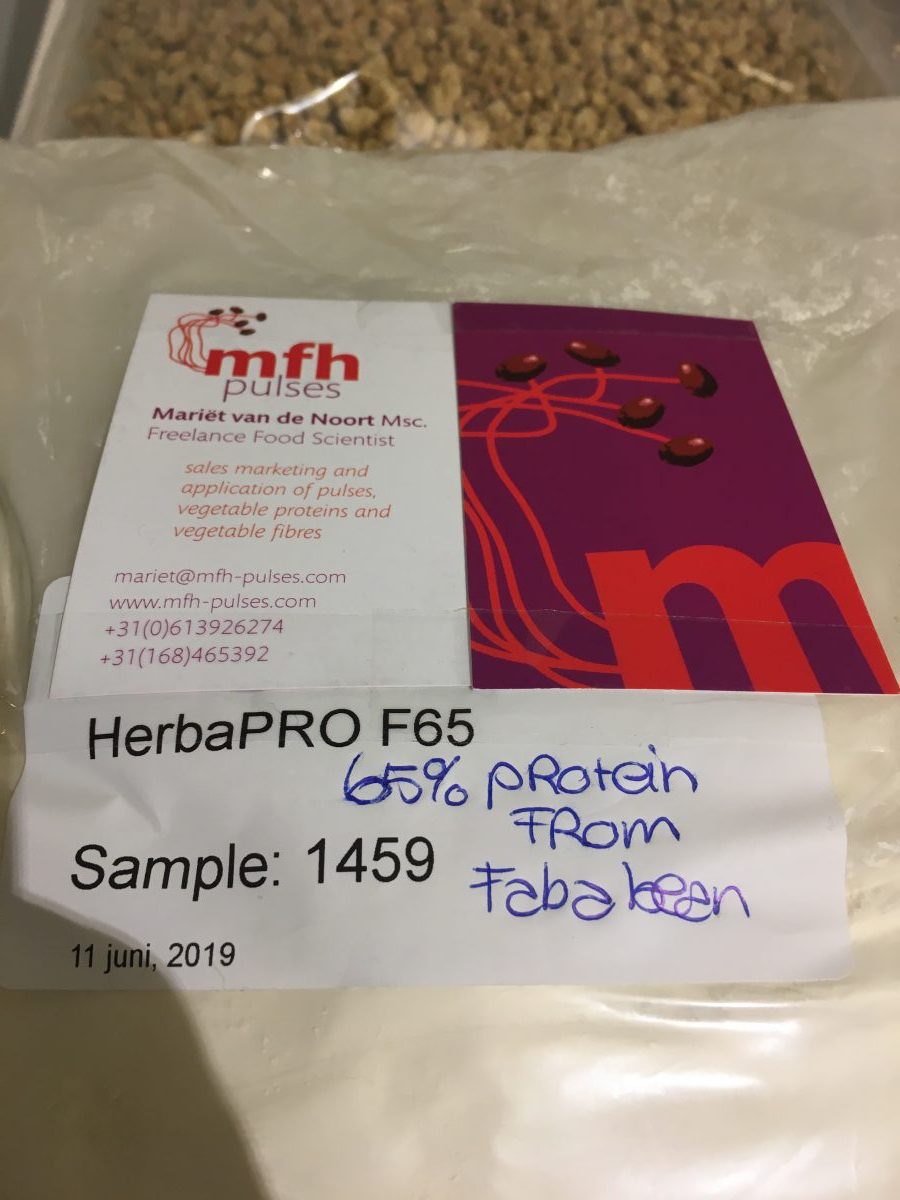 mfh
pulses
Mariët van de Noort Msc.
Freelance Food Scientist
sales marketing and
application of pulses,
vegetable proteins and
vegetable fibres
mariet@mfh-pulses.com
www.mfh-pulses.com
+31(0)613926274
+31(168)465392
m
HerbaPRO F65
65% pRotein
FRom
Faba been
Sample: 1459
11 juni, 2019